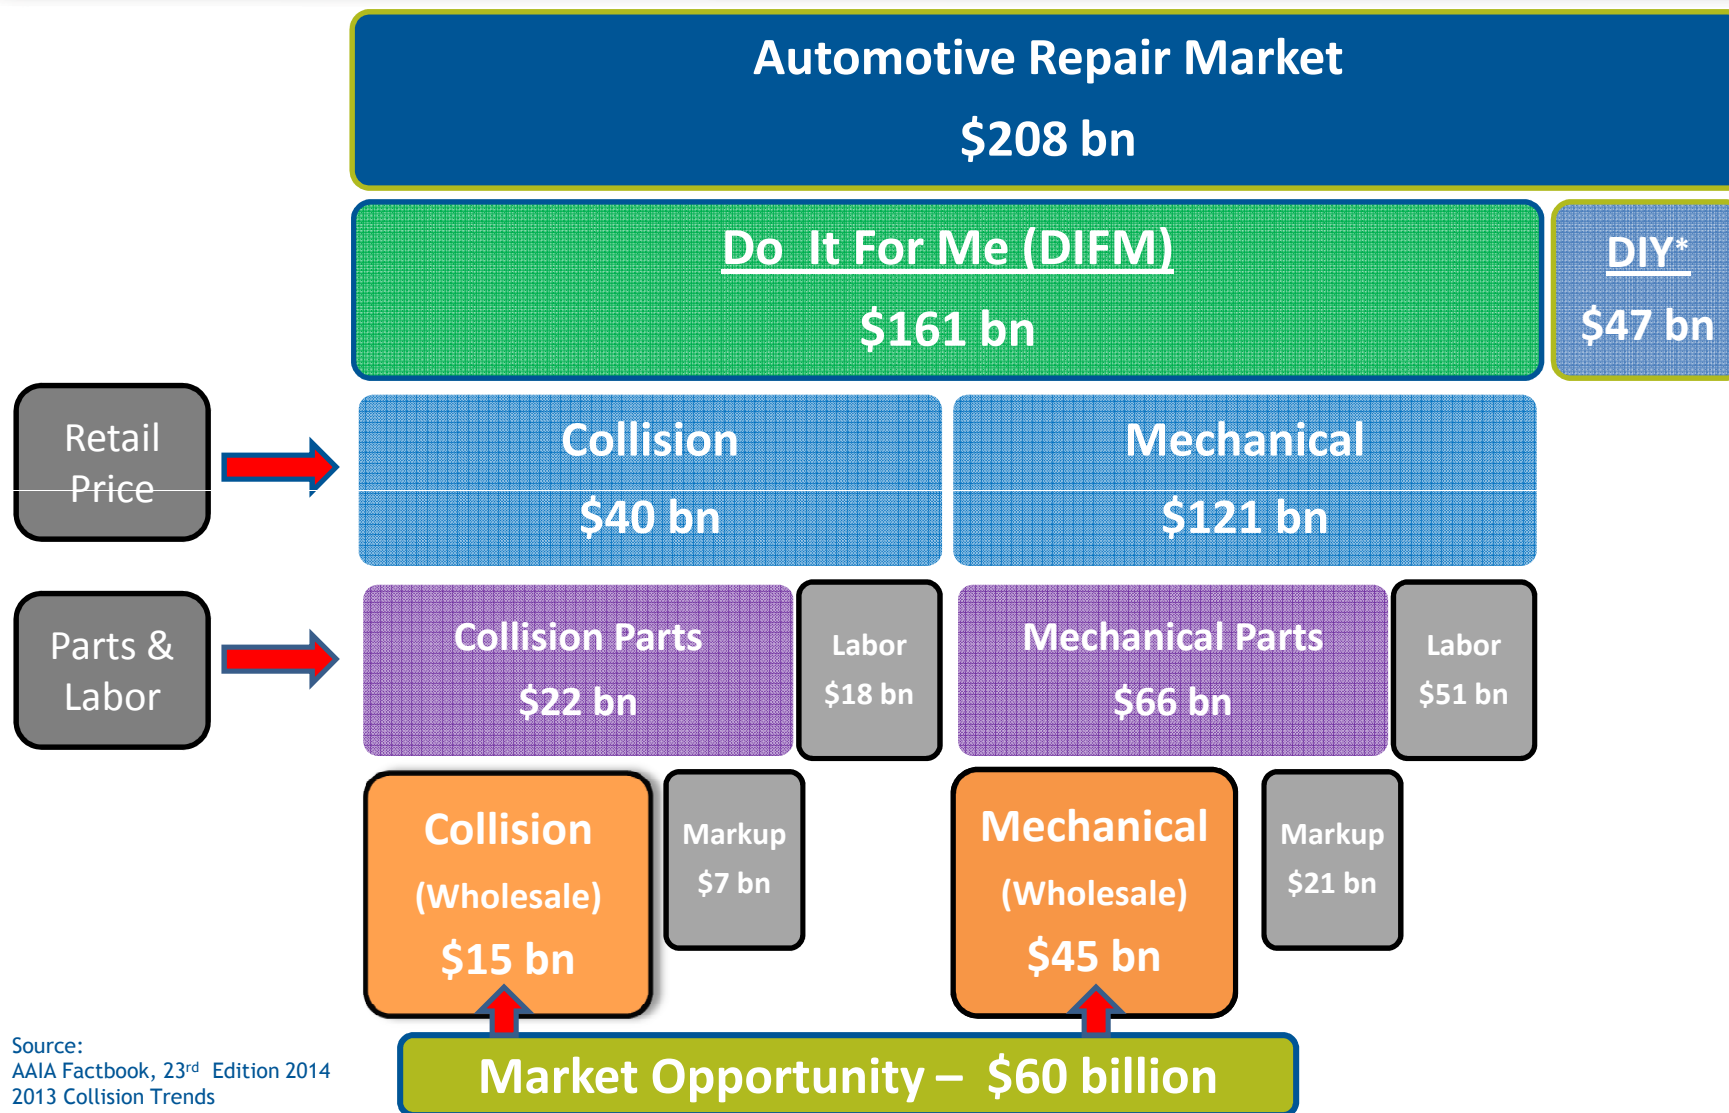 Automotive Repair Market
$208 bn
Do  It For Me (DIFM)
$161 bn
DIY*
$47 bn
Retail
Price
Collision
$40 bn
Mechanical
$121 bn
Parts &
Labor
Collision Parts
$22 bn
Labor
$18 bn
Mechanical Parts
$66 bn
Labor
$51 bn
Collision
(Wholesale)
$15 bn
Markup
$7 bn
Mechanical
(Wholesale)
$45 bn
Markup
$21 bn
Market Opportunity –  $60 billion
Source:
AAIA Factbook, 23rd  Edition 2014
2013 Collision Trends